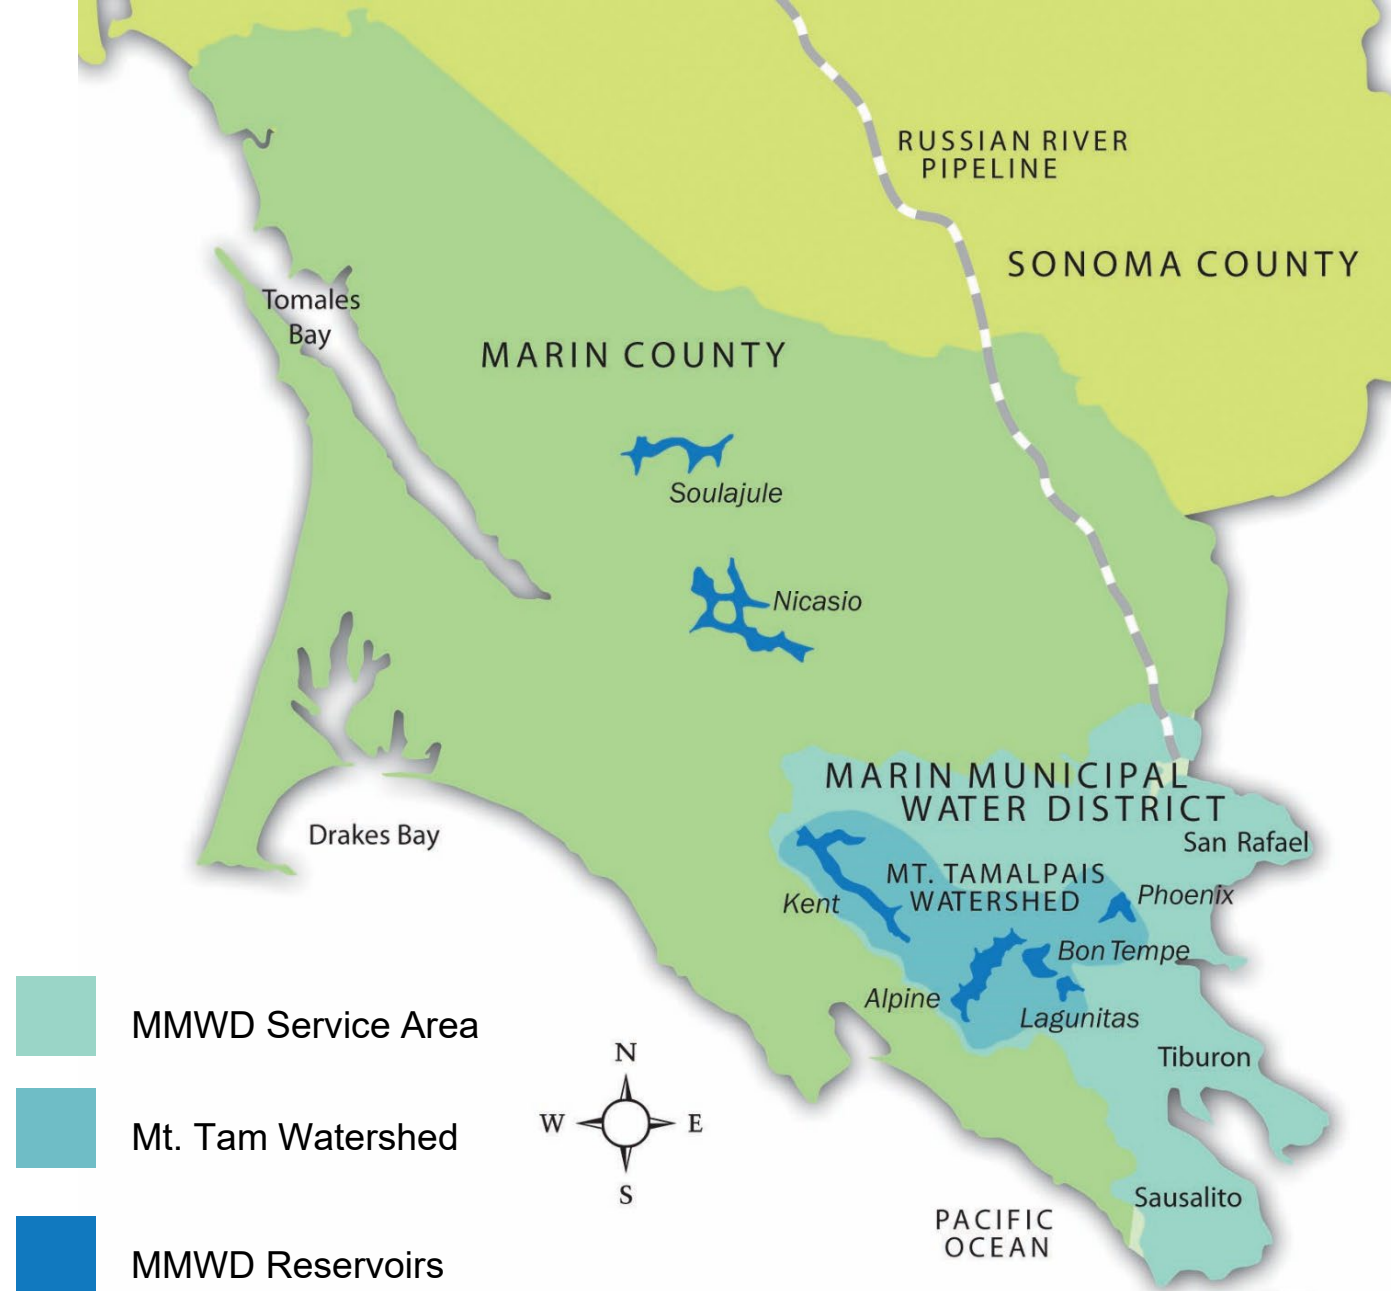 RUSSIAN RIVER
PIPELINE
SONOMA COUNTY
Tomales
Bay
MARIN COUNTY
Soulajule
Nicasio
MARIN MUNICIPAL
WATER DISTRICT
San Rafael
Drakes Bay
MT. TAMALPAIS
WATERSHED
Kent
Phoenix
Bon Tempe
Alpine
Lagunitas
Tiburon
Sausalito
PACIFIC
OCEAN
N
W
E
S
MMWD Service Area
Mt. Tam Watershed
MMWD Reservoirs